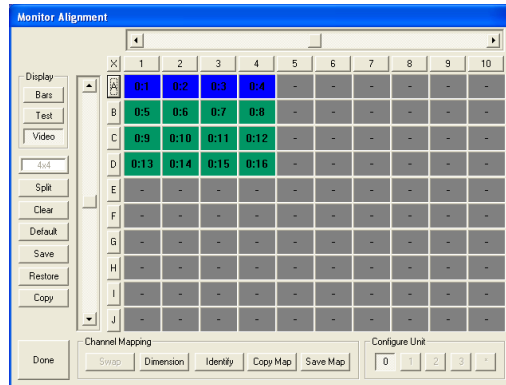 Monitor Alignment
X 1 2 3 4 5 6 7 8 9 10
Display
Bars
Test
Video
4x4
Split
Clear
Default
Save
Restore
Copy
A 0:1 0:2 0:3 0:4 - - - - - -
B 0:5 0:6 0:7 0:8 - - - - - -
C 0:9 0:10 0:11 0:12 - - - - - -
D 0:13 0:14 0:15 0:16 - - - - - -
E - - - - - - - - - -
F - - - - - - - - - -
G - - - - - - - - - -
H - - - - - - - - - -
I - - - - - - - - - -
J - - - - - - - - - -
Channel Mapping
Configure Unit
Done Swap Dimension Identify Copy Map Save Map 0 1 2 3 *